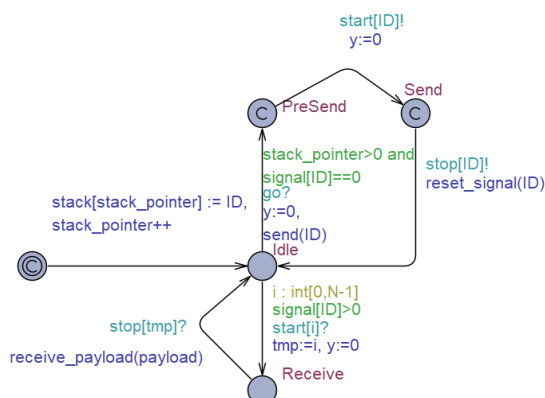 start[ID]!
y:=0
Send
C
PreSend
C
stack_pointer>0 and
signal[ID]==0
go?
y:=0,
send(ID)
stop[ID]!
reset_signal(ID)
stack[stack_pointer] := ID,
stack_pointer++
Idle
C
i : int[0,N-1]
signal[ID]>0
start[i]?
tmp:=i, y:=0
stop[tmp]?
receive_payload(payload)
Receive